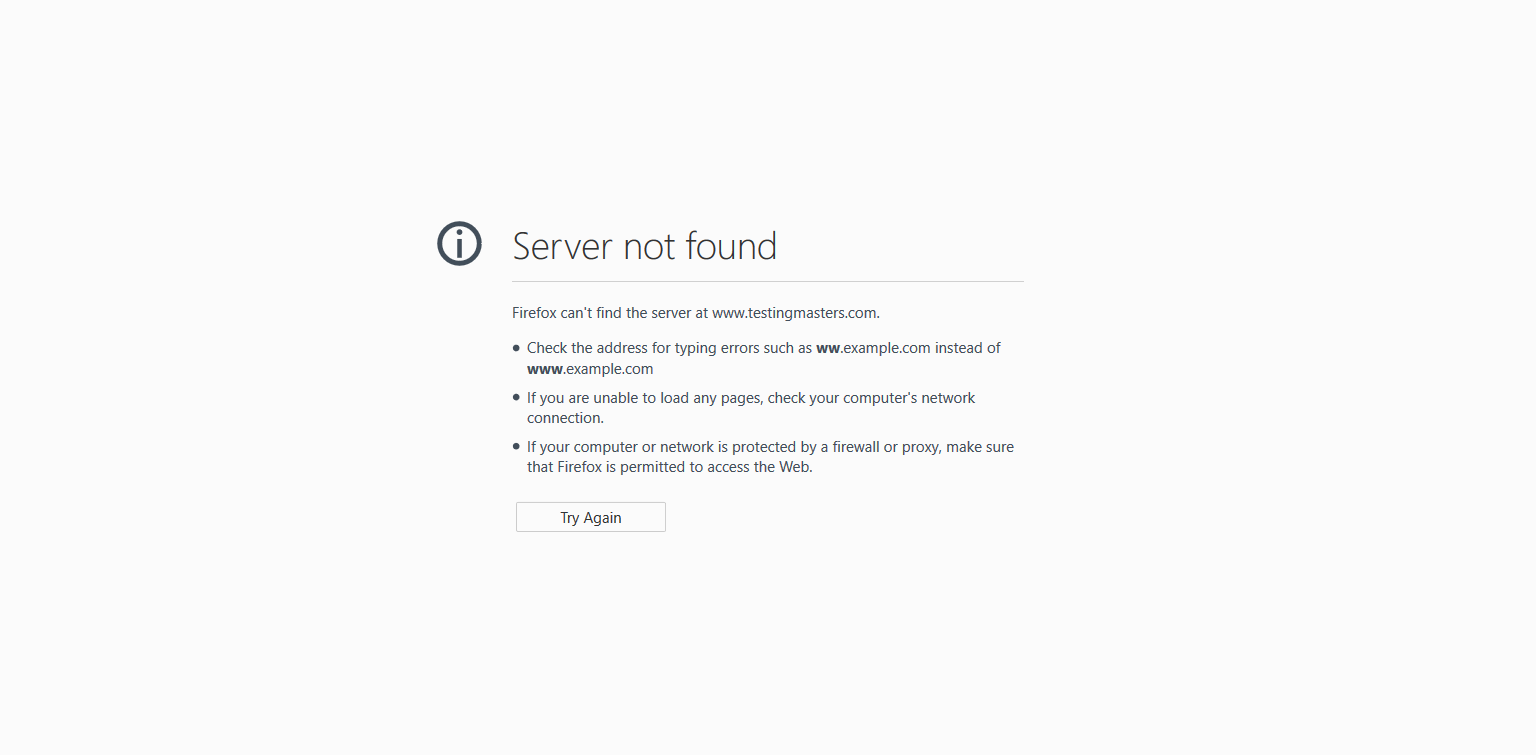 Server not found
Firefox can't find the server at www.testingmasters.com.
Check the address for typing errors such as ww.example.com instead of
www.example.com
If you are unable to load any pages, check your computer's network
connection.
If your computer or network is protected by a firewall or proxy, make sure
that Firefox is permitted to access the Web.
Try Again